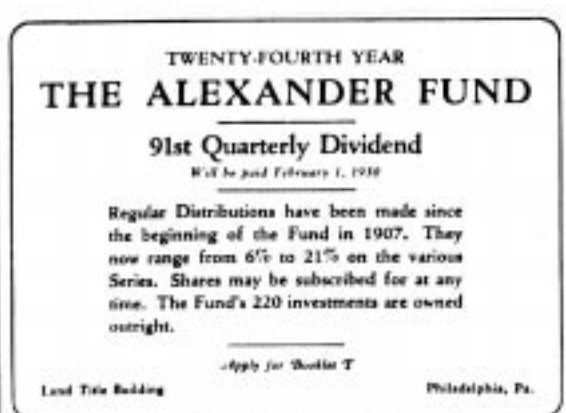 TWENTY-FOURTH YEAR
THE ALEXANDER FUND
91st Quarterly Dividend
Will be paid February 1, 1930
Regular Distributions have been made since
the beginning of the Fund in 1907. They
now range from 6% to 21% on the various
Series. Shares may be subscribed for at any
time. The Fund's 220 investments are owned
outright.
Apply for Booklet T
Land Title Building
Philadelphia, Pa.